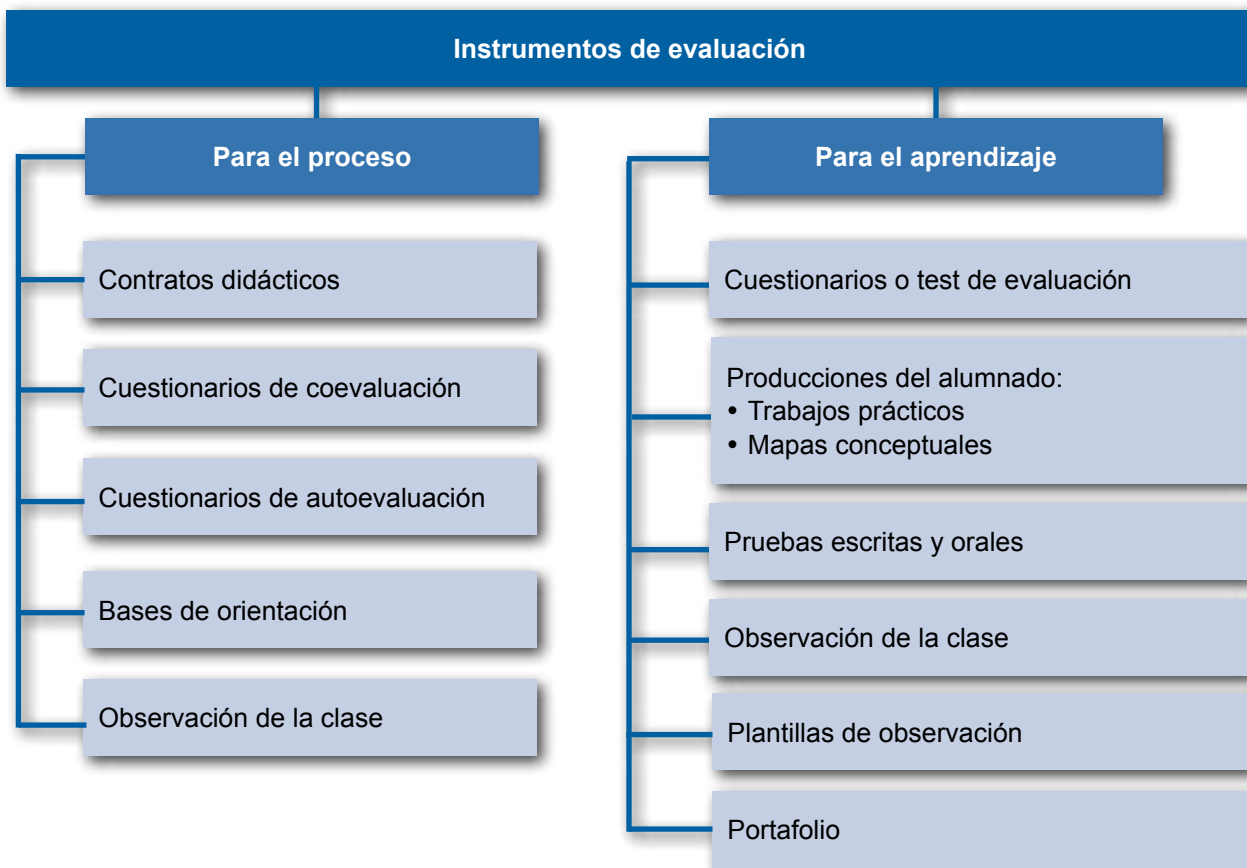 Instrumentos de evaluación
Para el proceso
Contratos didácticos
Cuestionarios de coevaluación
Cuestionarios de autoevaluación
Bases de orientación
Observación de la clase
Para el aprendizaje
Cuestionarios o test de evaluación
Producciones del alumnado:
• Trabajos prácticos
• Mapas conceptuales
Pruebas escritas y orales
Observación de la clase
Plantillas de observación
Portafolio